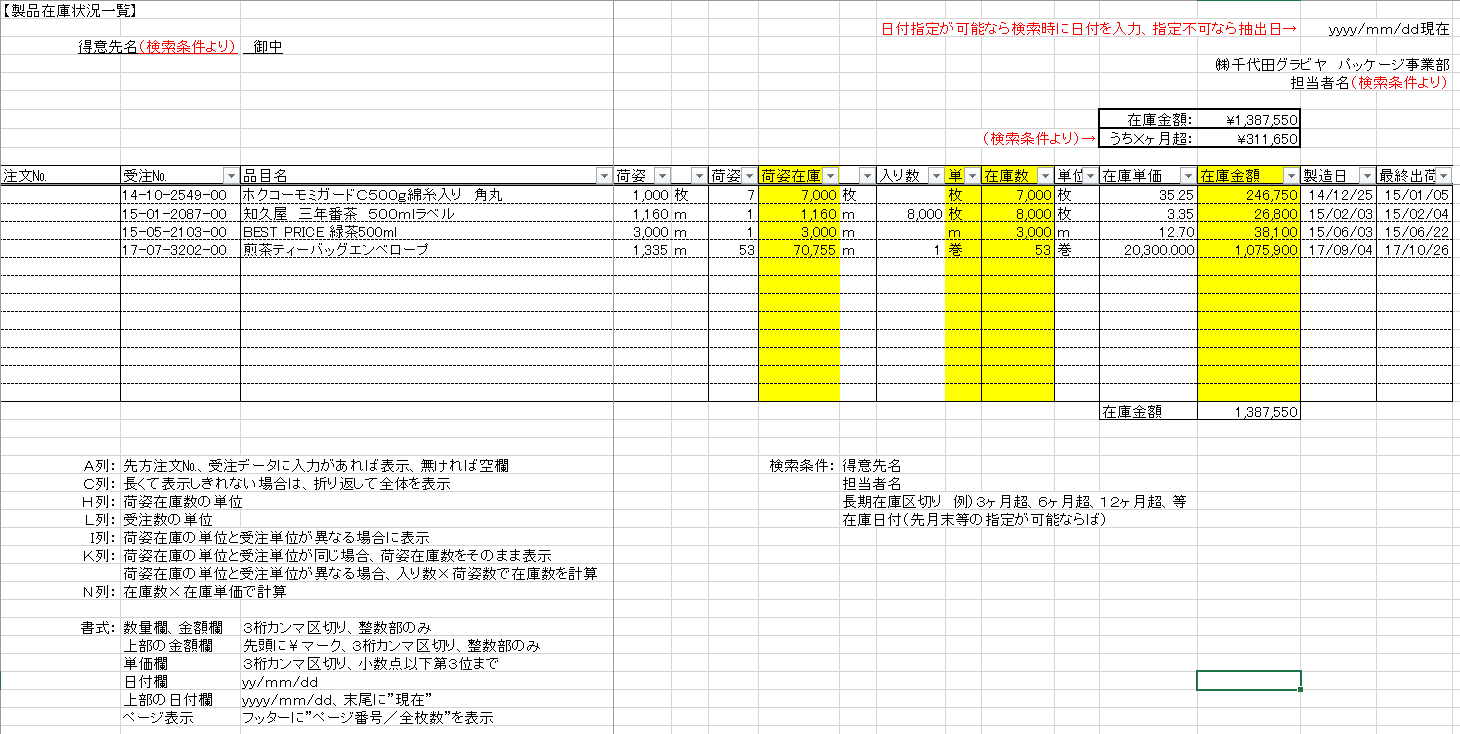 【製品在庫状況一覧】
日付指定が可能なら検索時に日付を入力、指定不可なら抽出日→ yyyy/mm/dd現在
得意先名(検索条件より) 御中
㈱千代田グラビヤ パッケージ事業部
担当者名(検索条件より)
在庫金額: ¥1,387,550
(検索条件より)→ うち×ヶ月超: ¥311,650
注文№ 受注№ 品目名 荷姿 荷姿 荷姿在庫 入り数 単 在庫数 単位 在庫単価 在庫金額 製造日 最終出荷
14-10-2549-00 ホクコーモミガードC500g綿糸入り 角丸 1,000 枚 7 7,000 枚 枚 7,000 枚 35.25 246,750 14/12/25 15/01/05
15-01-2087-00 知久屋 三年番茶 500mlラベル 1,160 m 1 1,160 m 8,000 枚 8,000 枚 3.35 26,800 15/02/03 15/02/04
15-05-2103-00 BEST PRICE 緑茶500ml 3,000 m 1 3,000 m m 3,000 m 12.70 38,100 15/06/03 15/06/22
17-07-3202-00 煎茶ティーバッグエンベロープ 1,335 m 53 70,755 m 1 巻 53 巻 20,300.000 1,075,900 17/09/04 17/10/26
在庫金額 1,387,550
A列: 先方注文№、受注データに入力があれば表示、無ければ空欄
C列: 長くて表示しきれない場合は、折り返して全体を表示
H列: 荷姿在庫数の単位
L列: 受注数の単位
I列: 荷姿在庫の単位と受注単位が異なる場合に表示
K列: 荷姿在庫の単位と受注単位が同じ場合、荷姿在庫数をそのまま表示
荷姿在庫の単位と受注単位が異なる場合、入り数×荷姿数で在庫数を計算
N列: 在庫数×在庫単価で計算
検索条件: 得意先名
担当者名
長期在庫区切り 例)3ヶ月超、6ヶ月超、12ヶ月超、等
在庫日付(先月末等の指定が可能ならば)
書式: 数量欄、金額欄 3桁カンマ区切り、整数部のみ
上部の金額欄 先頭に¥マーク、3桁カンマ区切り、整数部のみ
単価欄 3桁カンマ区切り、小数点以下第3位まで
日付欄 yy/mm/dd
上部の日付欄 yyyy/mm/dd、末尾に”現在”
ページ表示 フッターに”ページ番号/全枚数”を表示